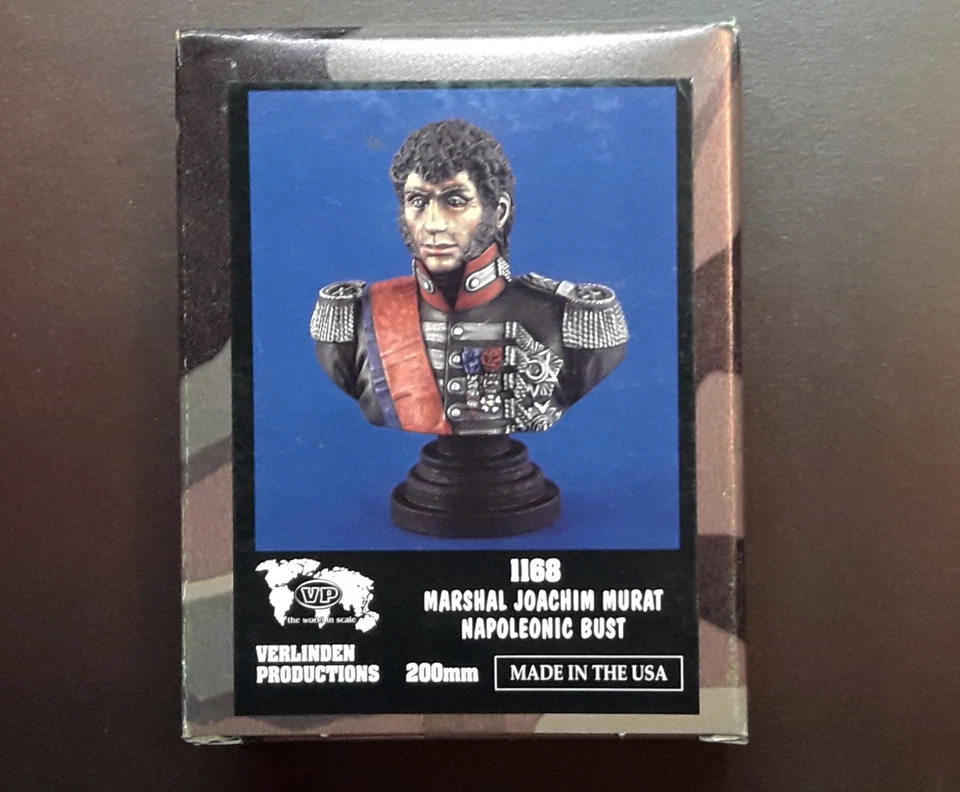 1168
MARSHAL JOACHIM MURAT
NAPOLEONIC BUST
VP
the world in scale
VERLINDEN
PRODUCTIONS
200mm
MADE IN THE USA